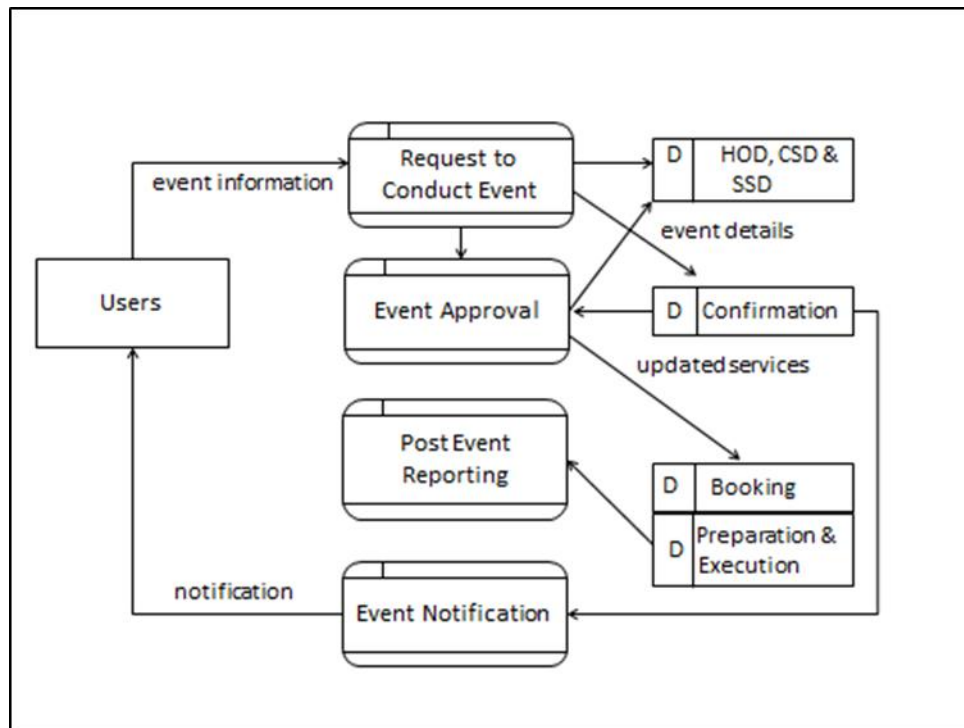 Request to
Conduct Event
D
HOD, CSD &
SSD
event information
event details
Users
Event Approval
D
Confirmation
updated services
Post Event
Reporting
D
Booking
D
Preparation &
Execution
notification
Event Notification